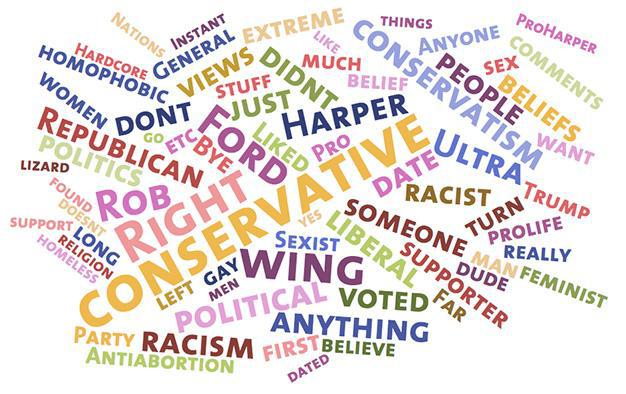 Nations
Instant
Extreme
Things
ProHarper
Hardcore
General
Like
Conservatism
Anyone
Comments
Homophobic
Views
Didnt
Much
People
Sex
Women
Stuff
Belief
Beliefs
Dont
Just
Harper
Want
Republican
Go
Etc
Ford
Liked
Pro
Ultra
Politics
Bye
Date
Lizard
Rob
Right
Conservative
Racist
Trump
Found
Doesnt
Yes
Someone
Turn
Prolife
Support
Long
Sexist
Liberal
Really
Homeless
Religion
Gay
Wing
Supporter
Man
Dude
Feminist
Left
Men
Political
Voted
Far
Anything
Party
Racism
First
Believe
Antiabortion
Dated